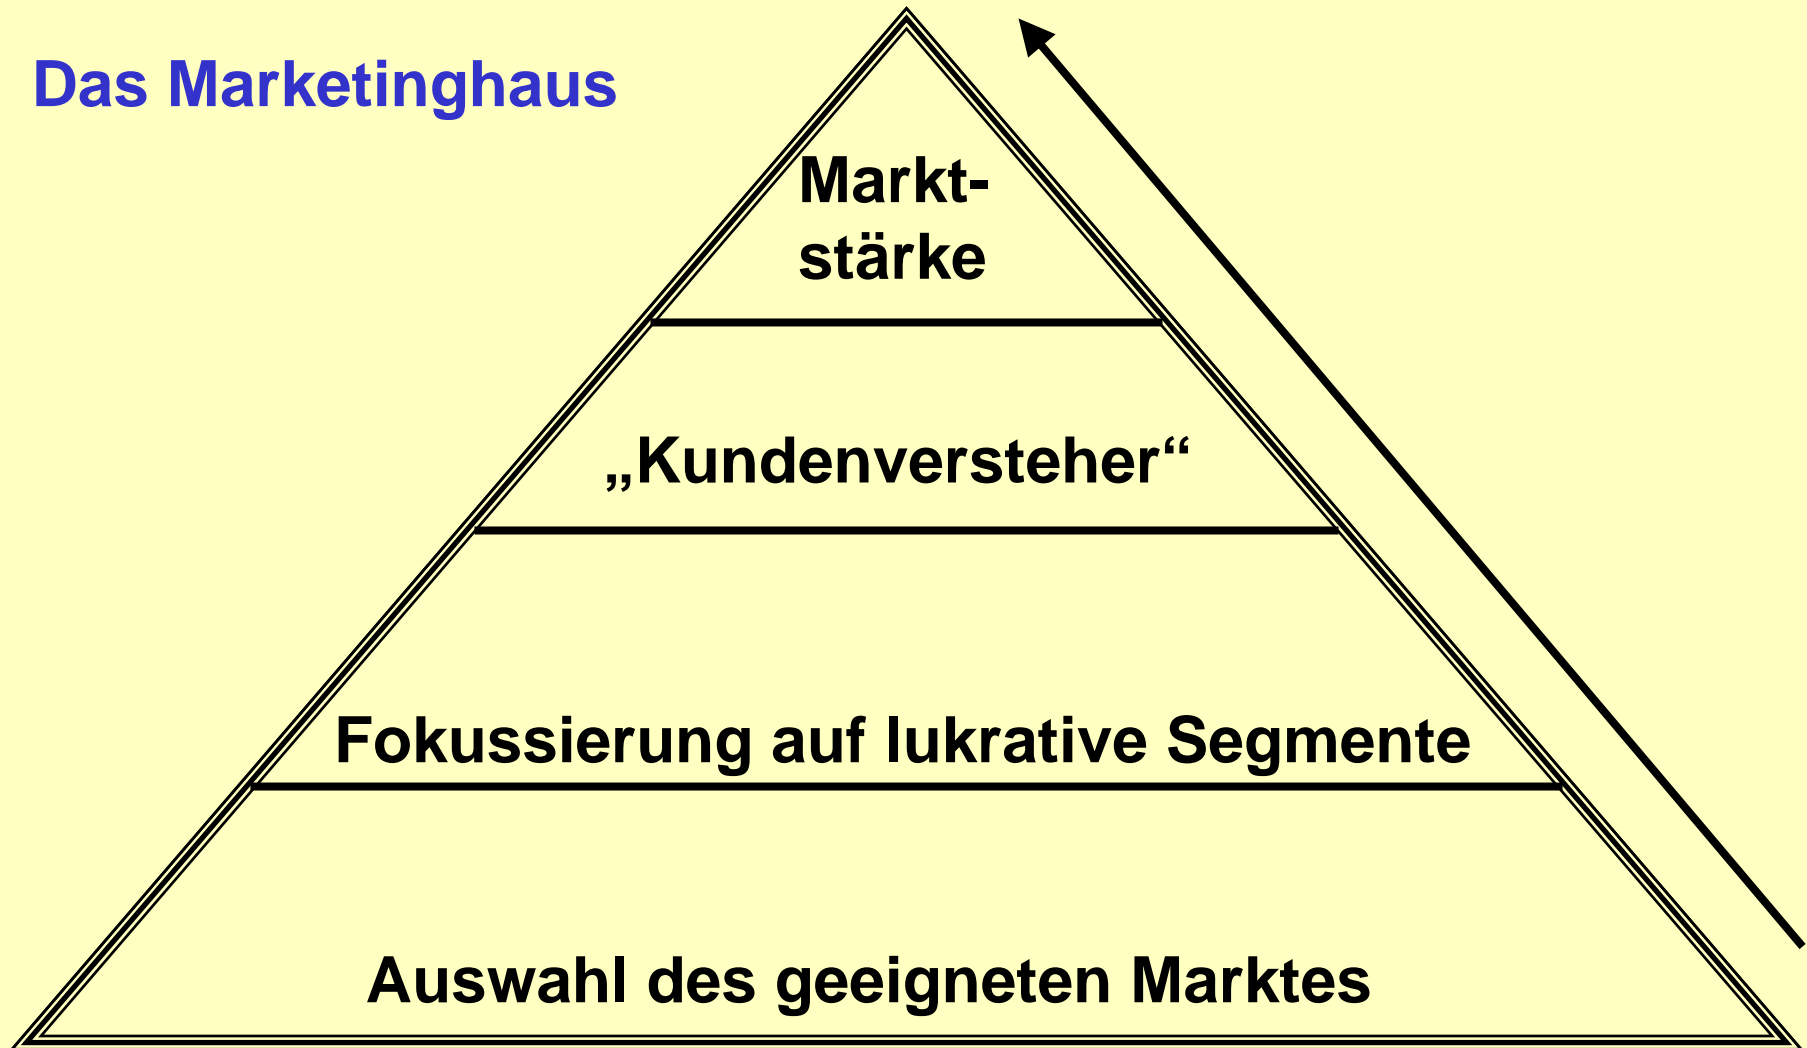 Das Marketinghaus
Markt-
stärke
„Kundenversteher“
Fokussierung auf lukrative Segmente
Auswahl des geeigneten Marktes